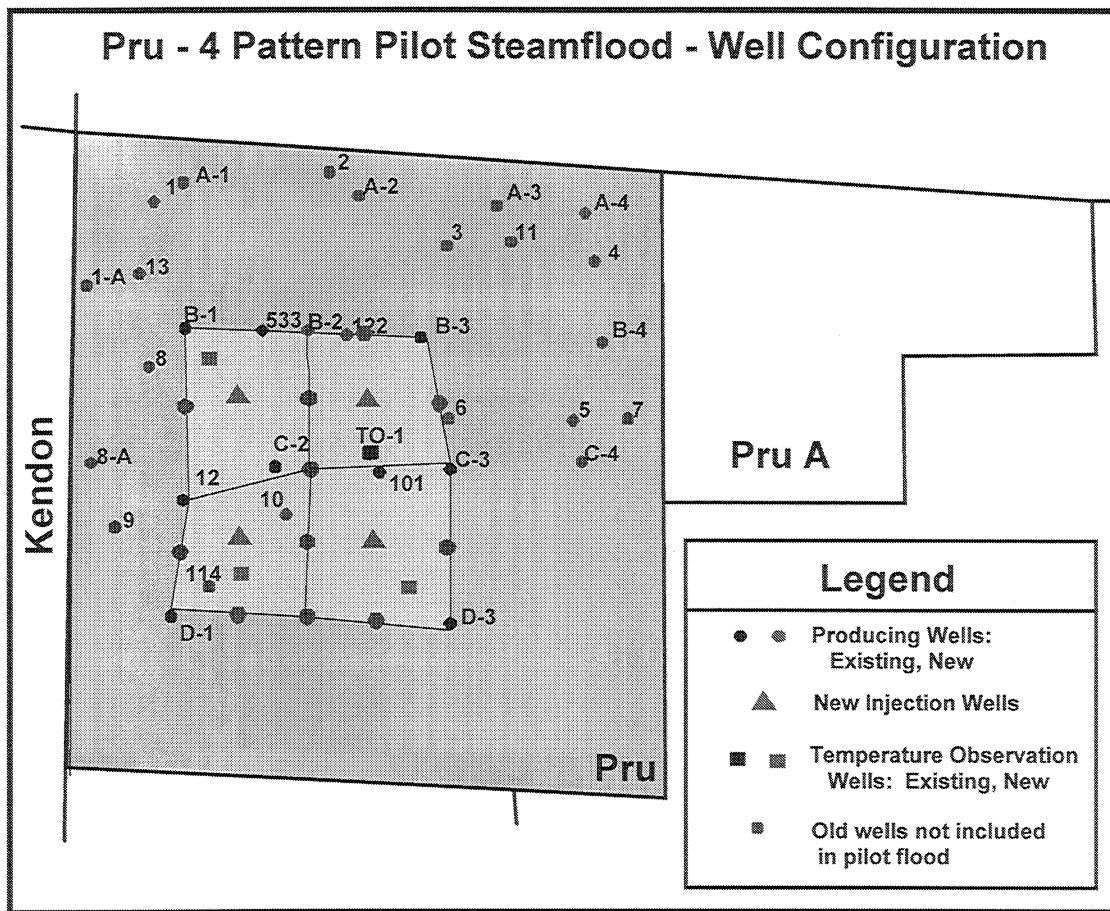 Pru - 4 Pattern Pilot Steamflood - Well Configuration
2
1
A-1
A-2
A-3
A-4
3
11
4
1-A
13
B-1
533
B-2
122
B-3
B-4
8
6
5
7
TO-1
C-2
C-3
C-4
8-A
101
12
10
9
114
D-1
D-3
Kendon
Pru A
Pru
Legend
Producing Wells:
Existing, New
New Injection Wells
Temperature Observation
Wells: Existing, New
Old wells not included
in pilot flood